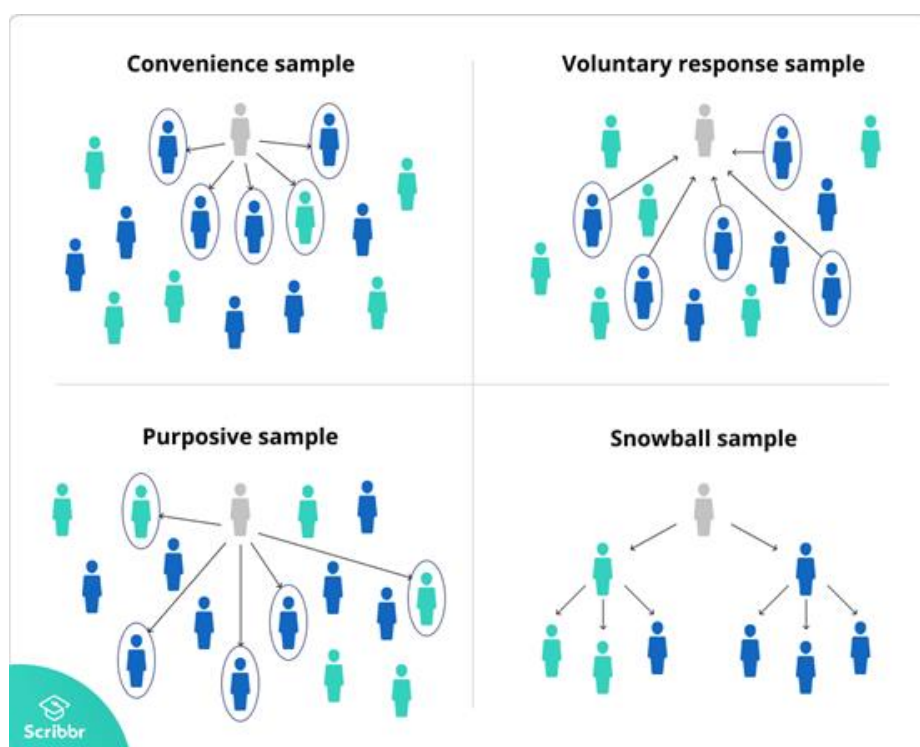 Convenience sample
Voluntary response sample
Purposive sample
Snowball sample
Scribbr